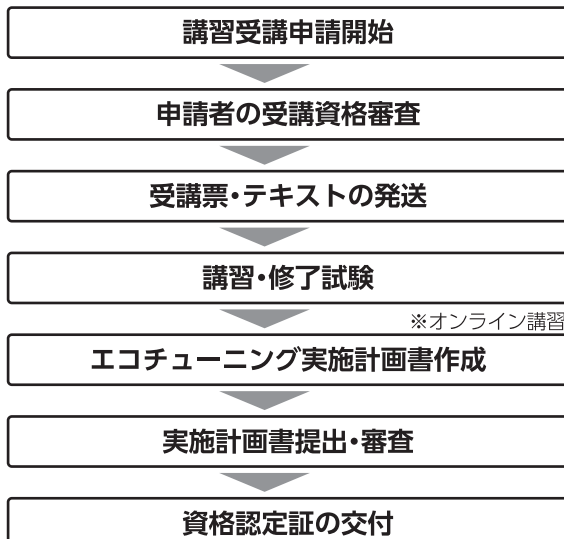 講習受講申請開始
申請者の受講資格審査
受講票・テキストの発送
講習・修了試験
※オンライン講習
エコチューニング実施計画書作成
実施計画書提出・審査
資格認定証の交付